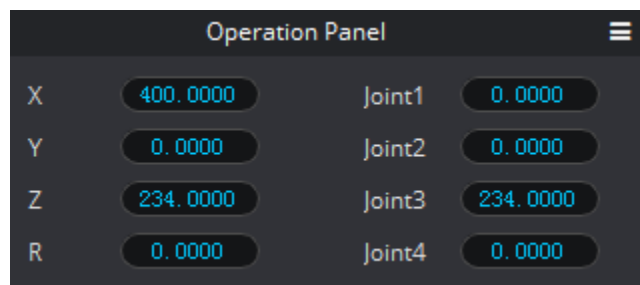 Operation Panel
X 400.0000 Joint1 0.0000
Y 0.0000 Joint2 0.0000
Z 234.0000 Joint3 234.0000
R 0.0000 Joint4 0.0000